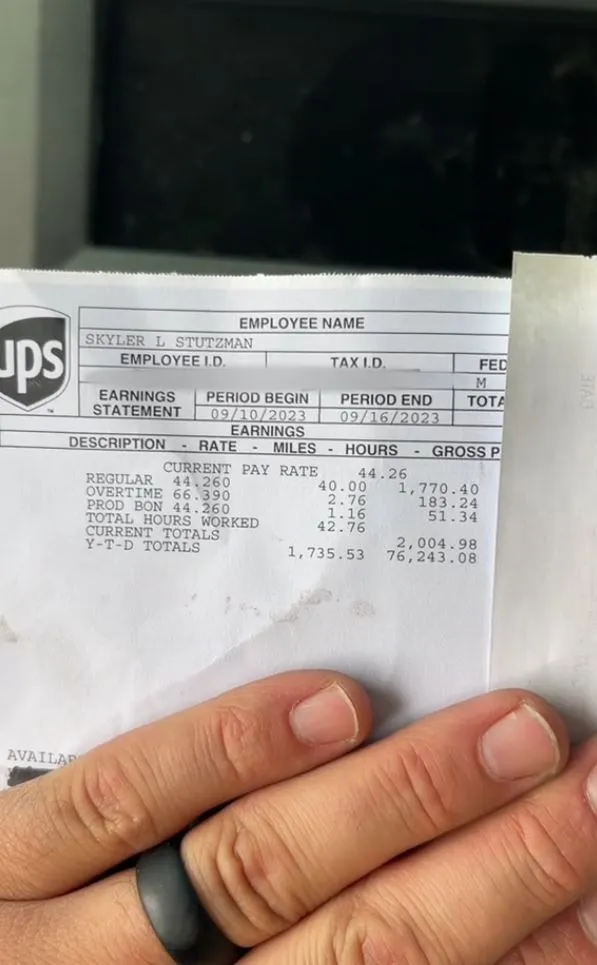 ups
EMPLOYEE NAME
SKYLER L STUTZMAN
EMPLOYEE I.D. TAX I.D. FED
M
EARNINGS STATEMENT PERIOD BEGIN PERIOD END TOTA
09/10/2023 09/16/2023
EARNINGS
DESCRIPTION - RATE - MILES - HOURS - GROSS P
CURRENT PAY RATE 44.26
REGULAR 44.260 40.00 1,770.40
OVERTIME 66.390 2.76 183.24
PROD BON 44.260 1.16 51.34
TOTAL HOURS WORKED 42.76
CURRENT TOTALS 2,004.98
Y-T-D TOTALS 1,735.53 76,243.08
AVAILAB
DATE